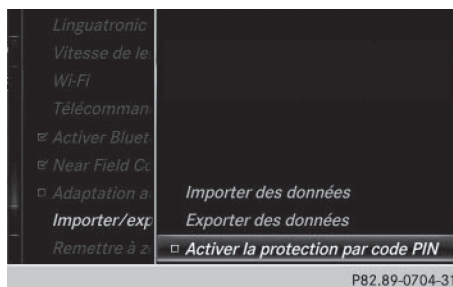 Linguatronic
Vitesse de le
Wi-Fi
Télécomman
Activer Bluet
Near Field Co
Adaptation a
Importer/exp
Remettre à z
Importer des données
Exporter des données
Activer la protection par code PIN
P82.89-0704-31